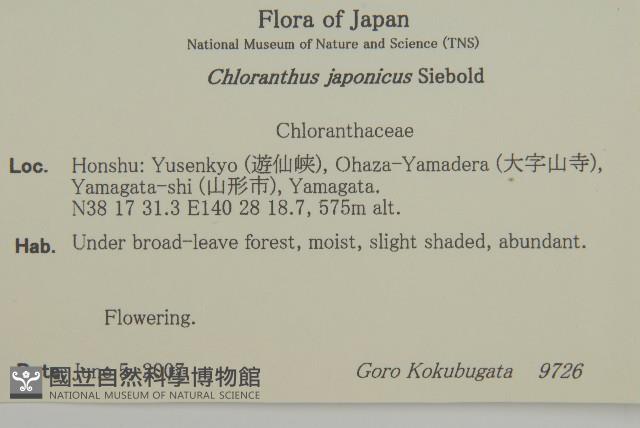 Flora of Japan
National Museum of Nature and Science (TNS)
Chloranthus japonicus Siebold
Chloranthaceae
Loc. Honshu: Yusenkyo (遊仙峡), Ohaza-Yamadera (大字山寺),
Yamagata-shi (山形市), Yamagata.
N38 17 31.3 E140 28 18.7, 575m alt.
Hab. Under broad-leave forest, moist, slight shaded, abundant.
Flowering.
June 5, 2007 Goro Kokubugata 9726
國立自然科學博物館
NATIONAL MUSEUM OF NATURAL SCIENCE